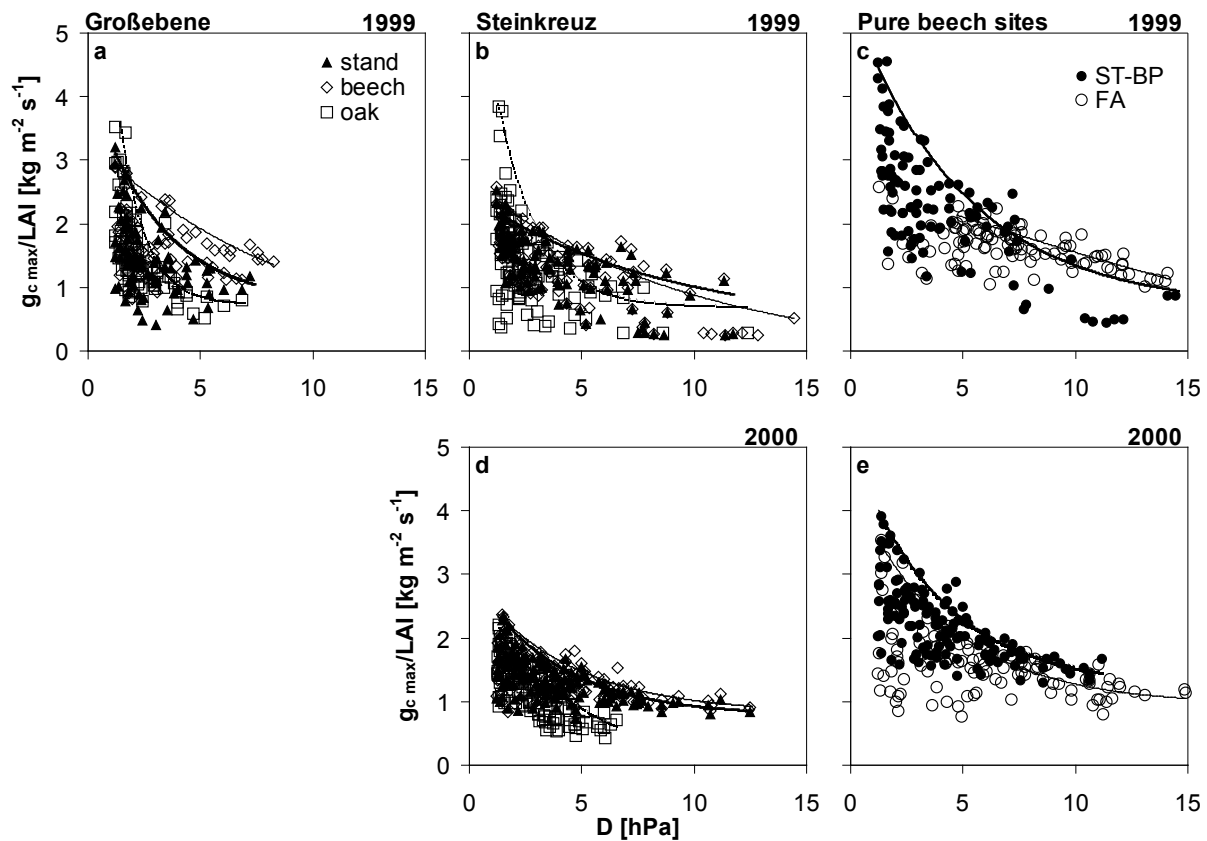 Großebene 1999 Steinkreuz 1999 Pure beech sites 1999
5 a b c
▲ stand ● ST-BP
◇ beech ○ FA
□ oak
4
3
2
1
0
g c max/LAI [kg m-2 s-1]
0 5 10 15 0 5 10 15 0 5 10 15
2000 2000
5 d e
4
3
2
1
0
g c max/LAI [kg m-2 s-1]
0 5 10 15 0 5 10 15
D [hPa]